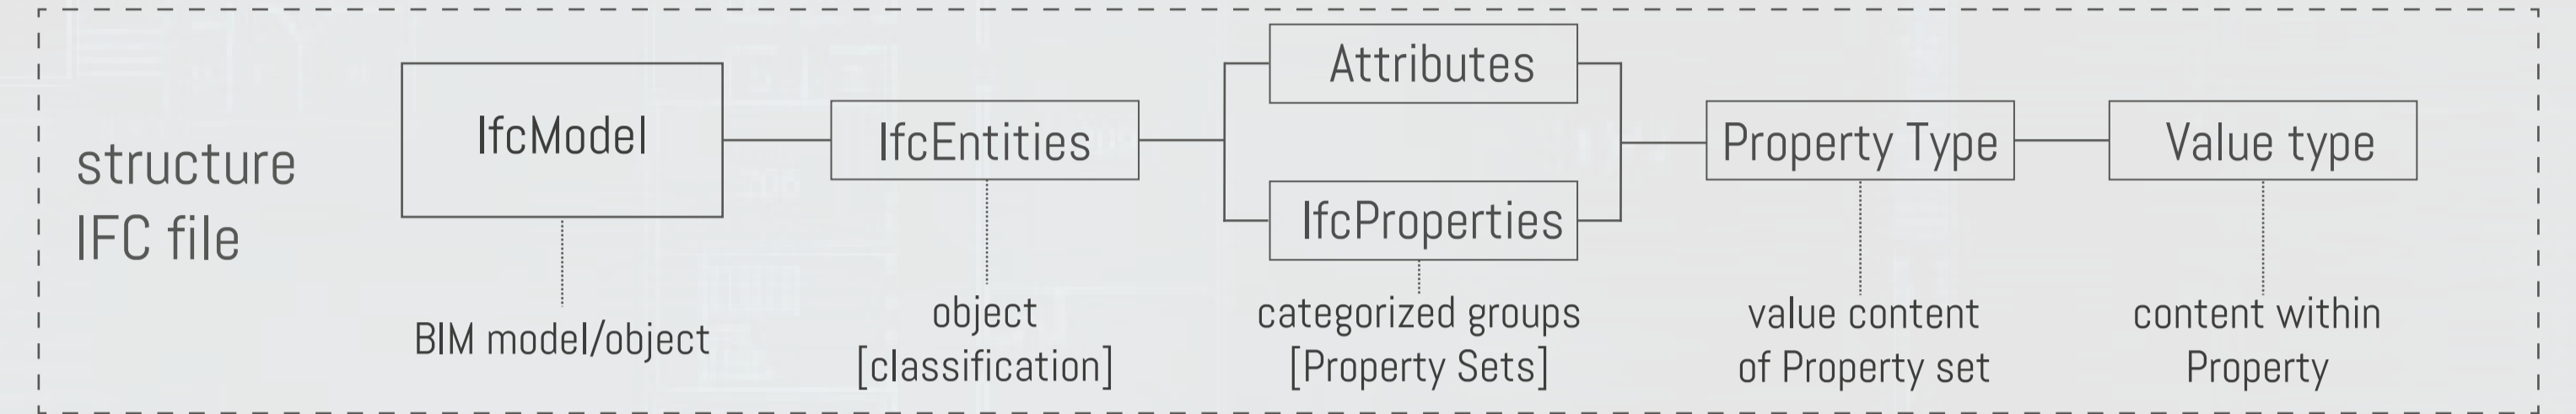 structure
IFC file
IfcModel
BIM model/object
IfcEntities
object
[classification]
Attributes
IfcProperties
categorized groups
[Property Sets]
Property Type
value content
of Property set
Value type
content within
Property